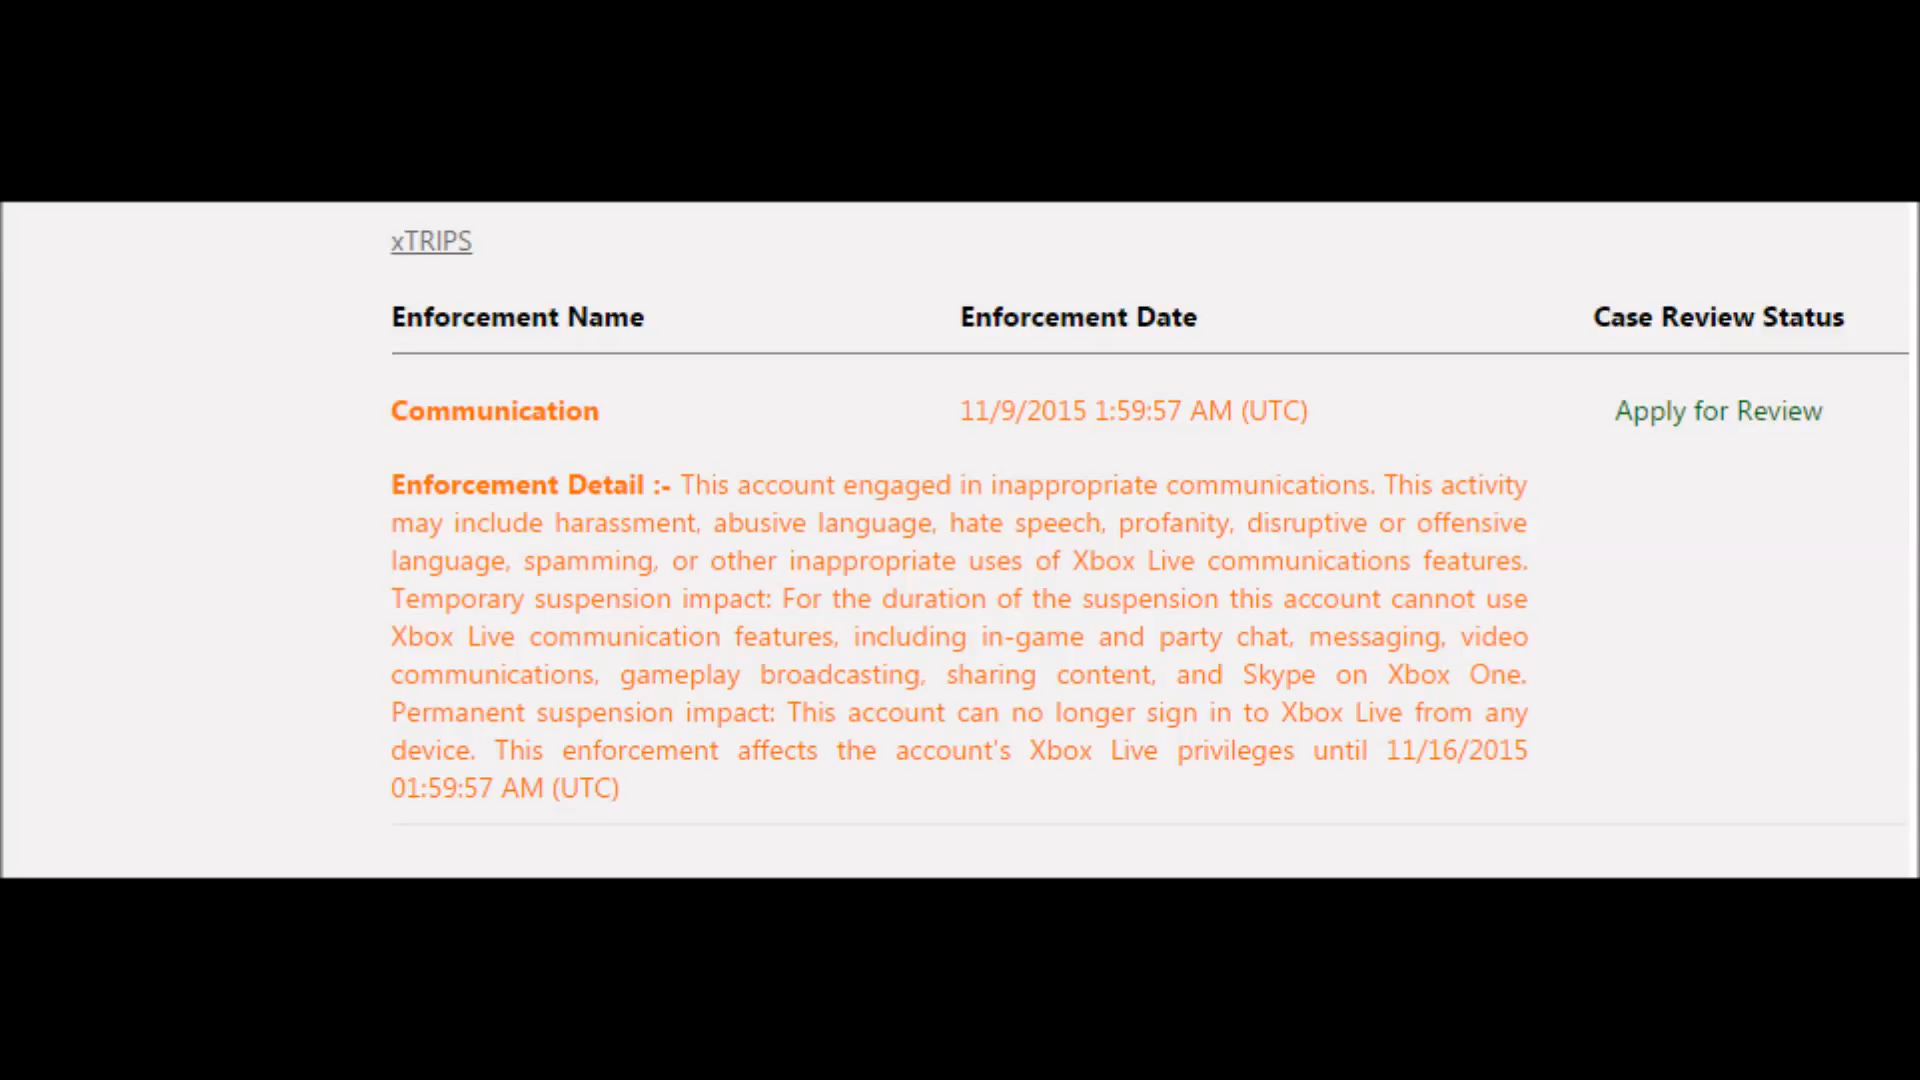 xTRIPS
Enforcement Name Enforcement Date Case Review Status
Communication 11/9/2015 1:59:57 AM (UTC) Apply for Review
Enforcement Detail :- This account engaged in inappropriate communications. This activity
may include harassment, abusive language, hate speech, profanity, disruptive or offensive
language, spamming, or other inappropriate uses of Xbox Live communications features.
Temporary suspension impact: For the duration of the suspension this account cannot use
Xbox Live communication features, including in-game and party chat, messaging, video
communications, gameplay broadcasting, sharing content, and Skype on Xbox One.
Permanent suspension impact: This account can no longer sign in to Xbox Live from any
device. This enforcement affects the account's Xbox Live privileges until 11/16/2015
01:59:57 AM (UTC)